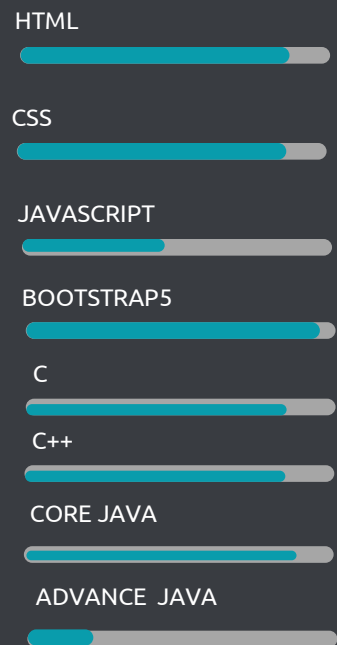 HTML
CSS
JAVASCRIPT
BOOTSTRAP5
C
C++
CORE JAVA
ADVANCE JAVA